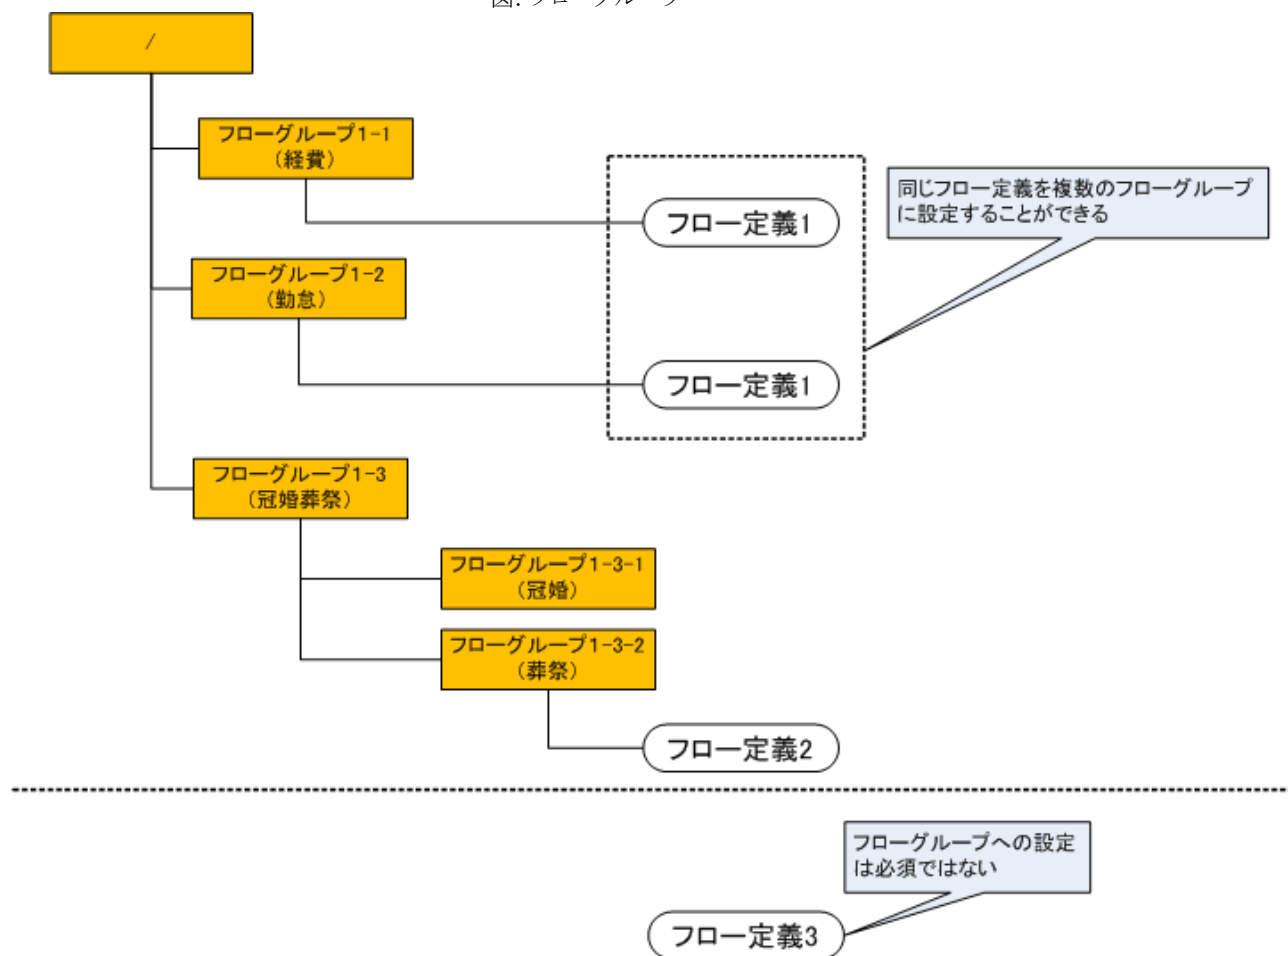 /
フローグループ1-1
(経費)
フロー定義1
同じフロー定義を複数のフローグループ
に設定することができる
フローグループ1-2
(勤怠)
フロー定義1
フローグループ1-3
(冠婚葬祭)
フローグループ1-3-1
(冠婚)
フローグループ1-3-2
(葬祭)
フロー定義2
フローグループへの設定
は必須ではない
フロー定義3